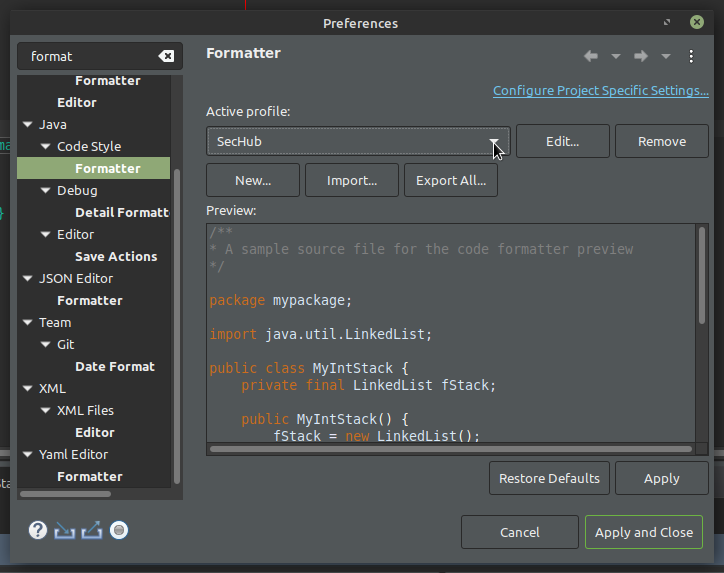 Preferences
format
Formatter
Editor
Java
Code Style
Formatter
Debug
Detail Formatt
Editor
Save Actions
JSON Editor
Formatter
Team
Git
Date Format
XML
XML Files
Editor
Yaml Editor
Formatter
Formatter
Configure Project Specific Settings...
Active profile:
SecHub
Edit...
Remove
New...
Import...
Export All...
Preview:
/**
* A sample source file for the code formatter preview
*/
package mypackage;
import java.util.LinkedList;
public class MyIntStack {
private final LinkedList fStack;
public MyIntStack() {
fStack = new LinkedList();
Restore Defaults
Apply
?
Cancel
Apply and Close